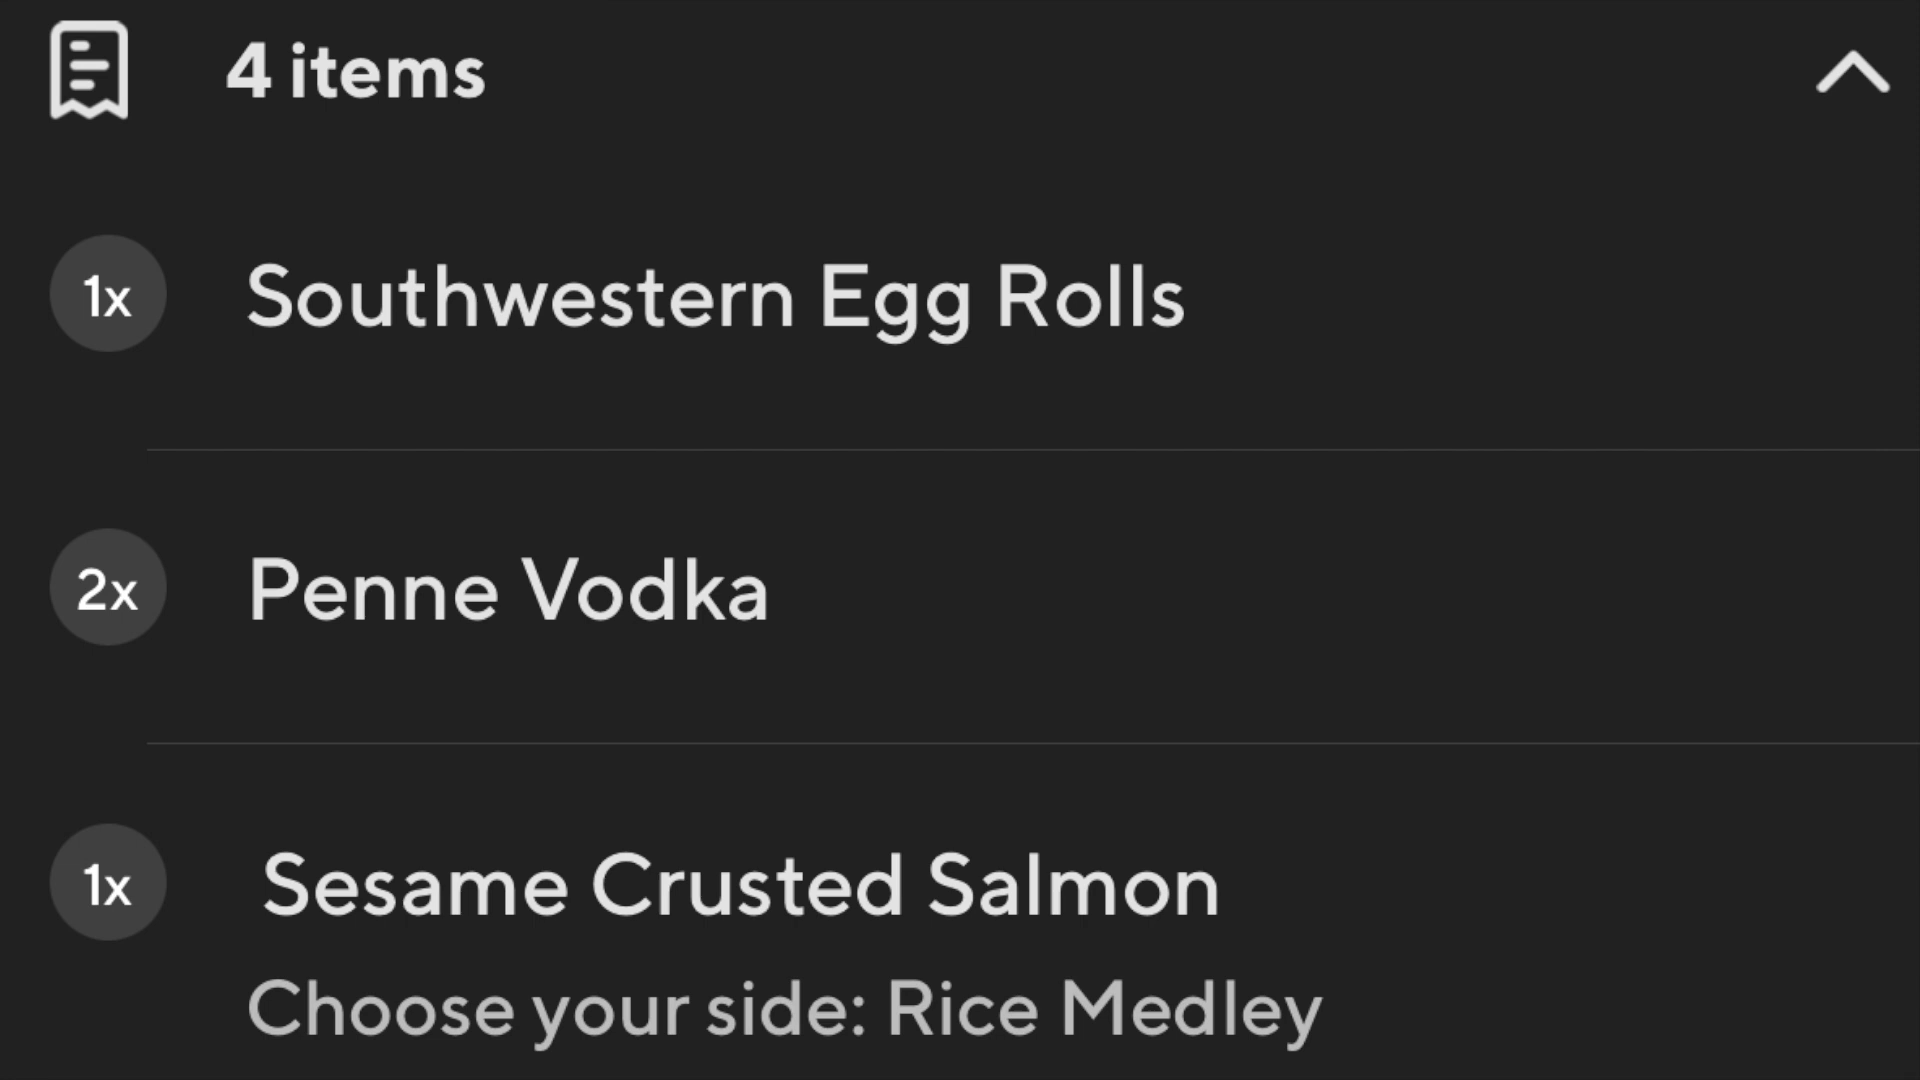 4 items
1x Southwestern Egg Rolls
2x Penne Vodka
1x Sesame Crusted Salmon
Choose your side: Rice Medley